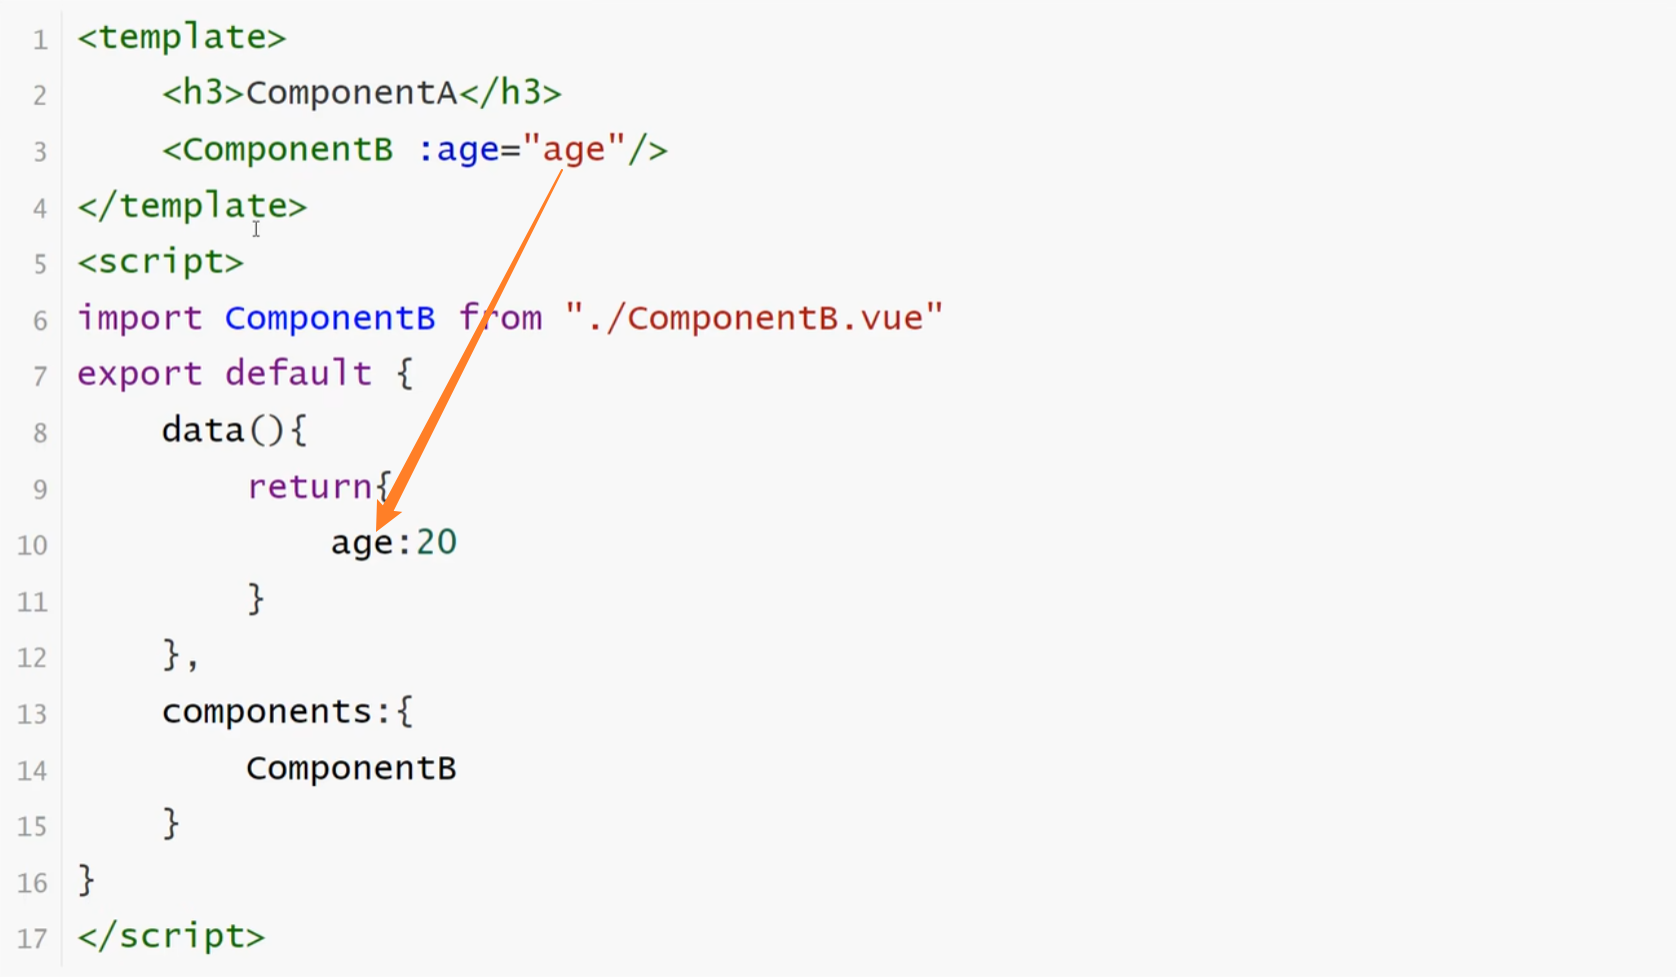 1 <template>
2 <h3>ComponentA</h3>
3 <ComponentB :age="age"/>
4 </template>
5 <script>
6 import ComponentB from "./ComponentB.vue"
7 export default {
8 data(){
9 return{
10 age:20
11 }
12 },
13 components:{
14 ComponentB
15 }
16 }
17 </script>